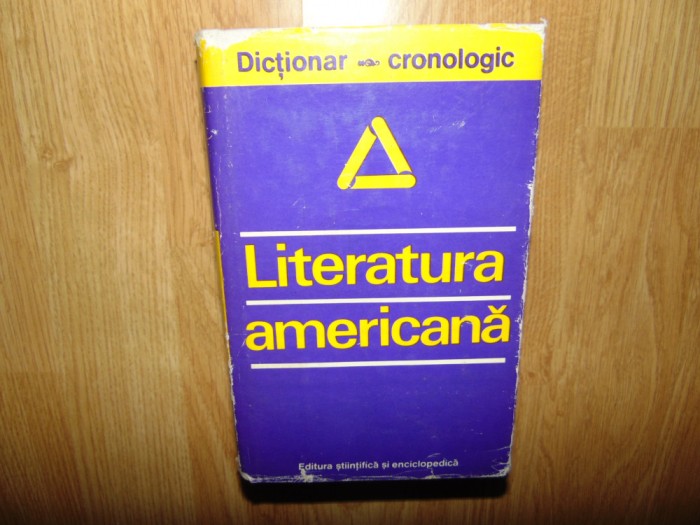 Dicționar cronologic
Literatura
americană
Editura științifică și enciclopedică